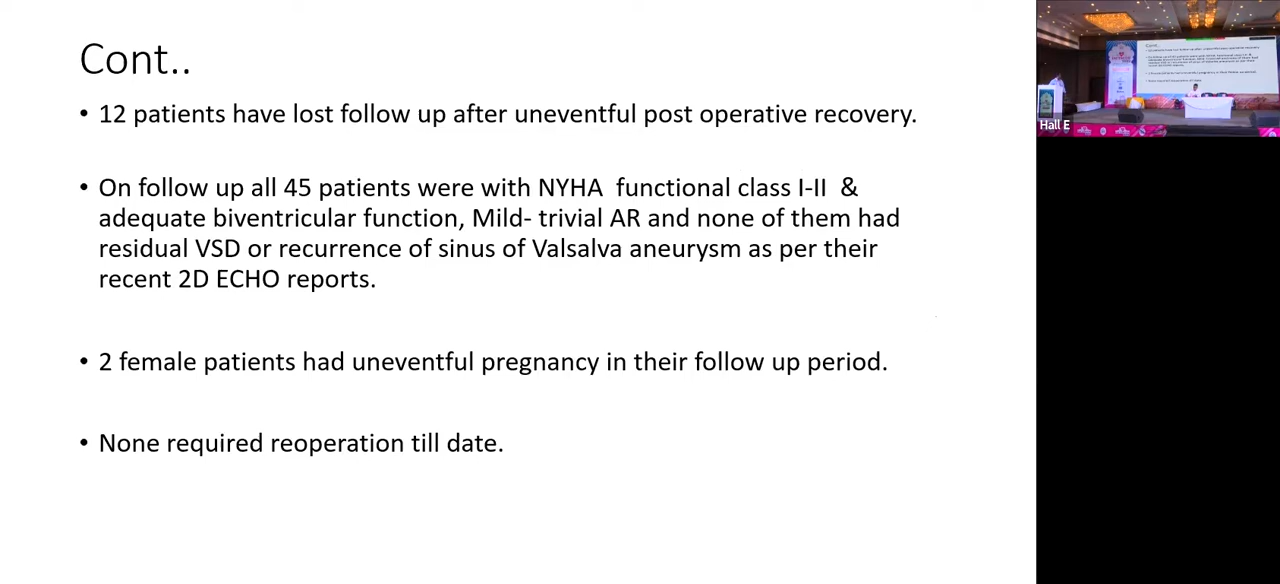 Cont..
• 12 patients have lost follow up after uneventful post operative recovery.
• On follow up all 45 patients were with NYHA  functional class I-II  &
adequate biventricular function, Mild- trivial AR and none of them had
residual VSD or recurrence of sinus of Valsalva aneurysm as per their
recent 2D ECHO reports.
• 2 female patients had uneventful pregnancy in their follow up period.
• None required reoperation till date.
Hall E